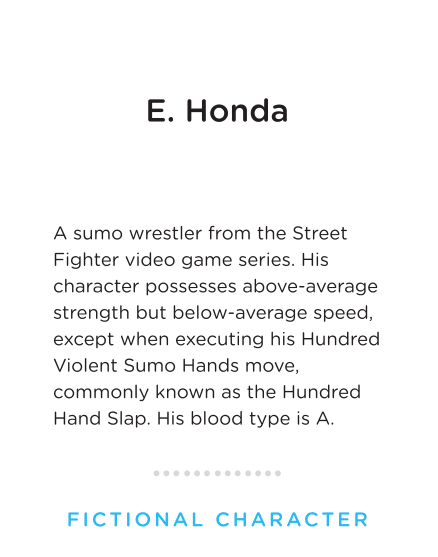 E. Honda
A sumo wrestler from the Street
Fighter video game series. His
character possesses above-average
strength but below-average speed,
except when executing his Hundred
Violent Sumo Hands move,
commonly known as the Hundred
Hand Slap. His blood type is A.
FICTIONAL CHARACTER